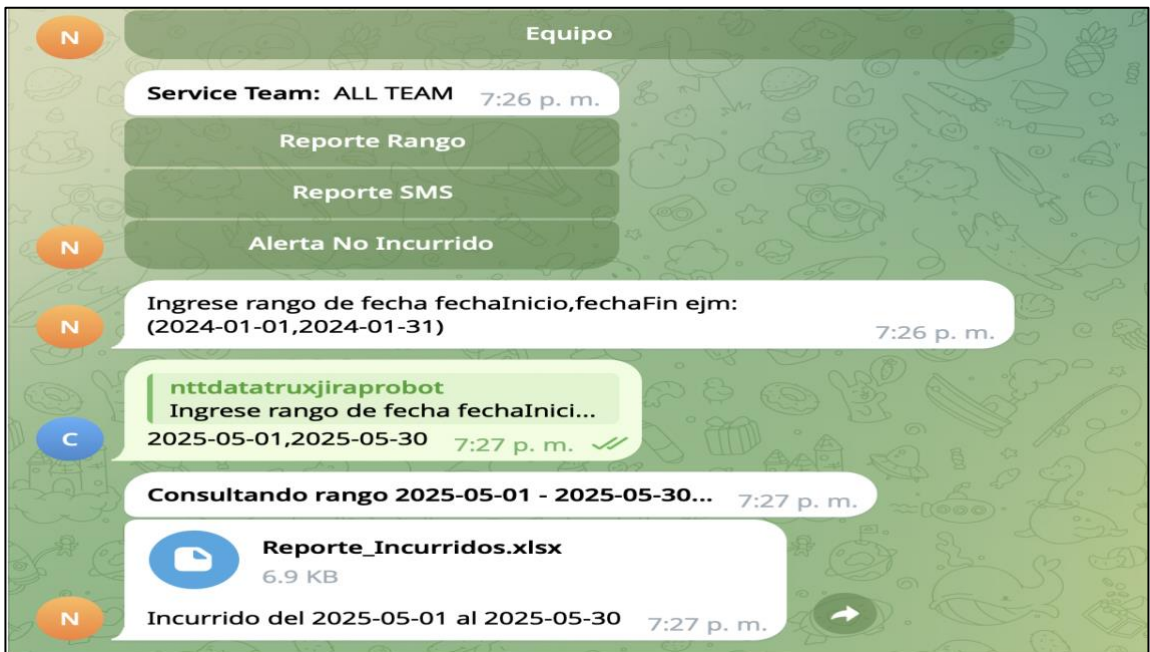 Equipo
N
Service Team: ALL TEAM 7:26 p. m.
Reporte Rango
Reporte SMS
Alerta No Incurrido
N
Ingrese rango de fecha fechaInicio,fechaFin ejm:
(2024-01-01,2024-01-31) 7:26 p. m.
N
nttdatatruxjiraprobot
Ingrese rango de fecha fechaInici...
2025-05-01,2025-05-30 7:27 p. m.
C
Consultando rango 2025-05-01 - 2025-05-30... 7:27 p. m.
Reporte_Incurridos.xlsx
6.9 KB
Incurrido del 2025-05-01 al 2025-05-30 7:27 p. m.
N